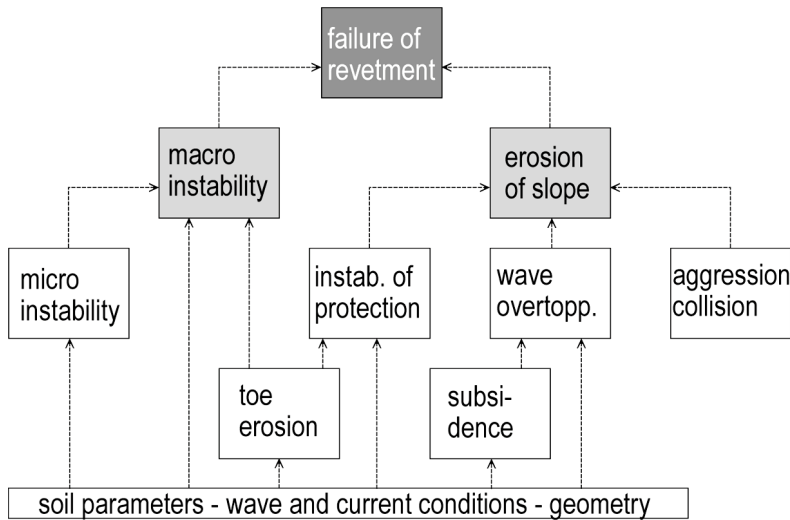 failure of
revetment
macro
instability
erosion
of slope
micro
instability
instab. of
protection
wave
overtopp.
aggression
collision
toe
erosion
subsi-
dence
soil parameters - wave and current conditions - geometry